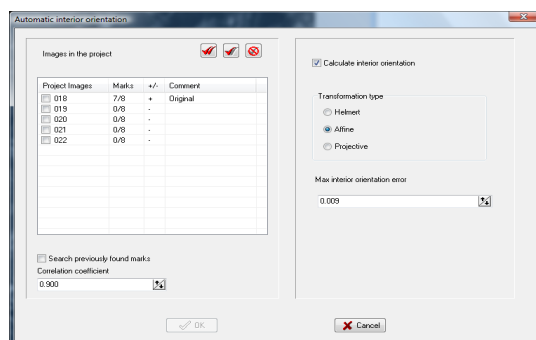 Automatic interior orientation
Images in the project
Project Images Marks +/- Comment
018 7/8 + Original
019 0/8 -
020 0/8 -
021 0/8 -
022 0/8 -
Search previously found marks
Correlation coefficient
0.900
OK
Calculate interior orientation
Transformation type
Helmert
Affine
Projective
Max interior orientation error
0.009
Cancel